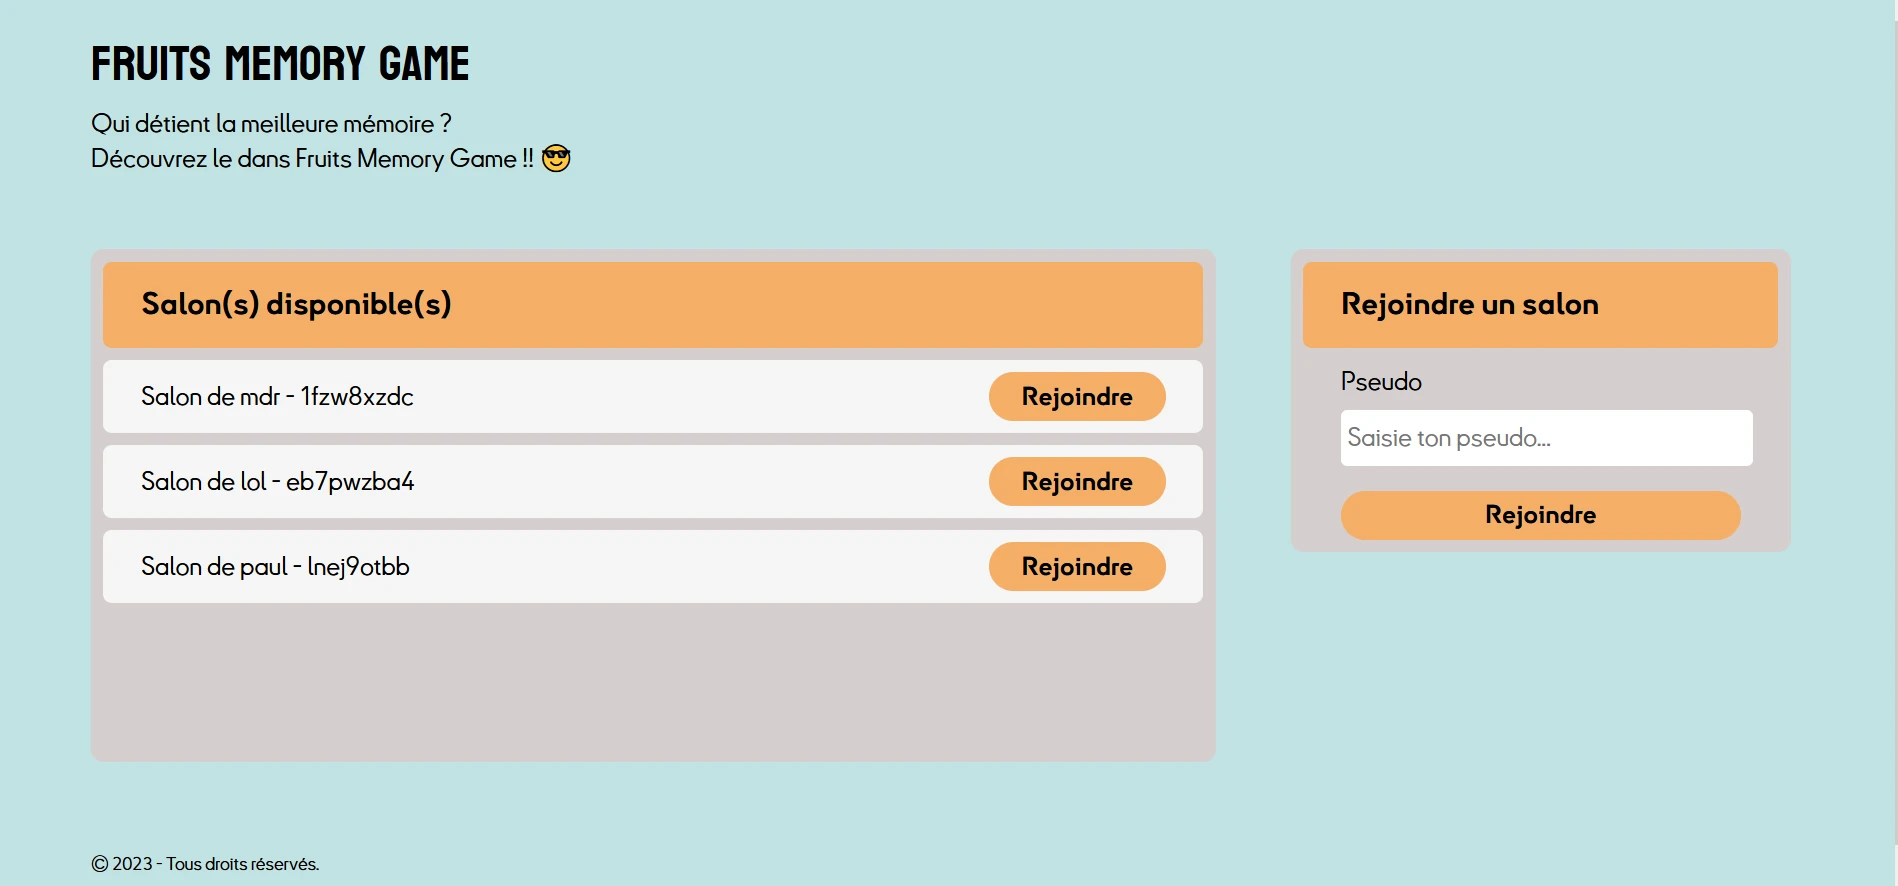 FRUITS MEMORY GAME
Qui détient la meilleure mémoire ?
Découvrez le dans Fruits Memory Game !! 😎
Salon(s) disponible(s)
Salon de mdr - 1fzw8xzdc
Rejoindre
Salon de lol - eb7pwzba4
Rejoindre
Salon de paul - lnej9otbb
Rejoindre
Rejoindre un salon
Pseudo
Saisie ton pseudo...
Rejoindre
© 2023 - Tous droits réservés.